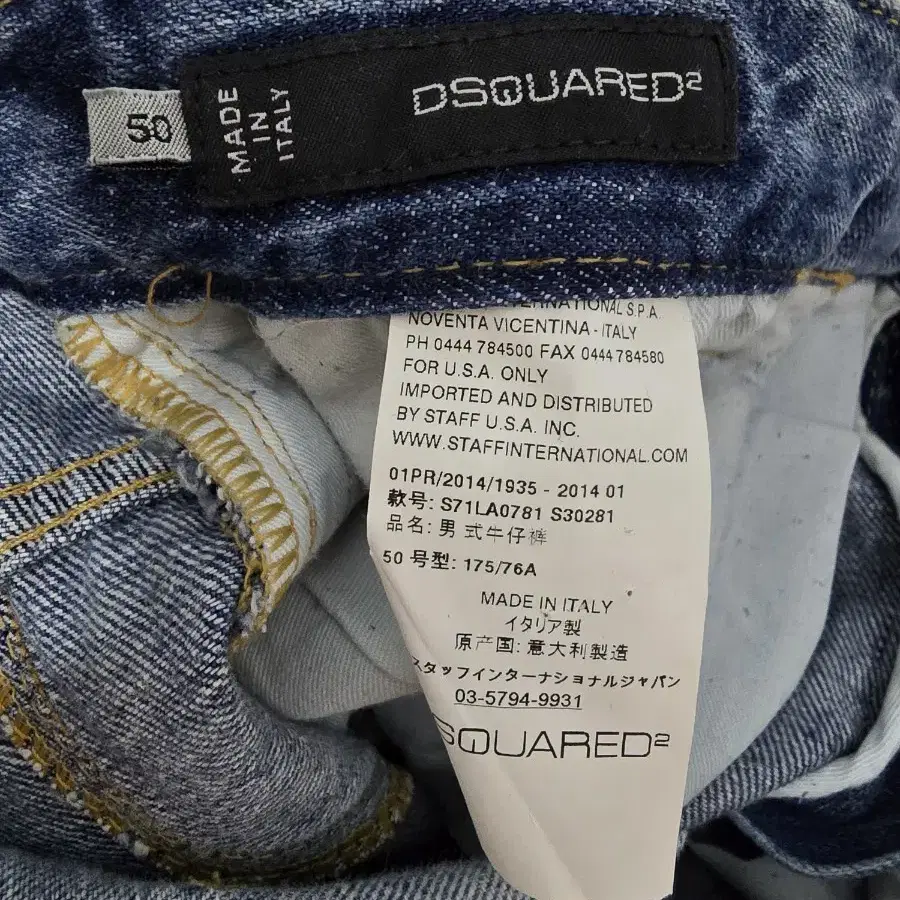 50
MADE
IN
ITALY
DSQUARED2
INTERNATIONAL S.P.A.
NOVENTA VICENTINA - ITALY
PH 0444 784500 FAX 0444 784580
FOR U.S.A. ONLY
IMPORTED AND DISTRIBUTED
BY STAFF U.S.A. INC.
WWW.STAFFINTERNATIONAL.COM
01PR/2014/1935 - 2014 01
款号: S71LA0781 S30281
品名: 男 式牛仔裤
50 号型: 175/76A
MADE IN ITALY
イタリア製
原产国: 意大利製造
スタッフインターナショナルジャパン
03-5794-9931
DSQUARED2